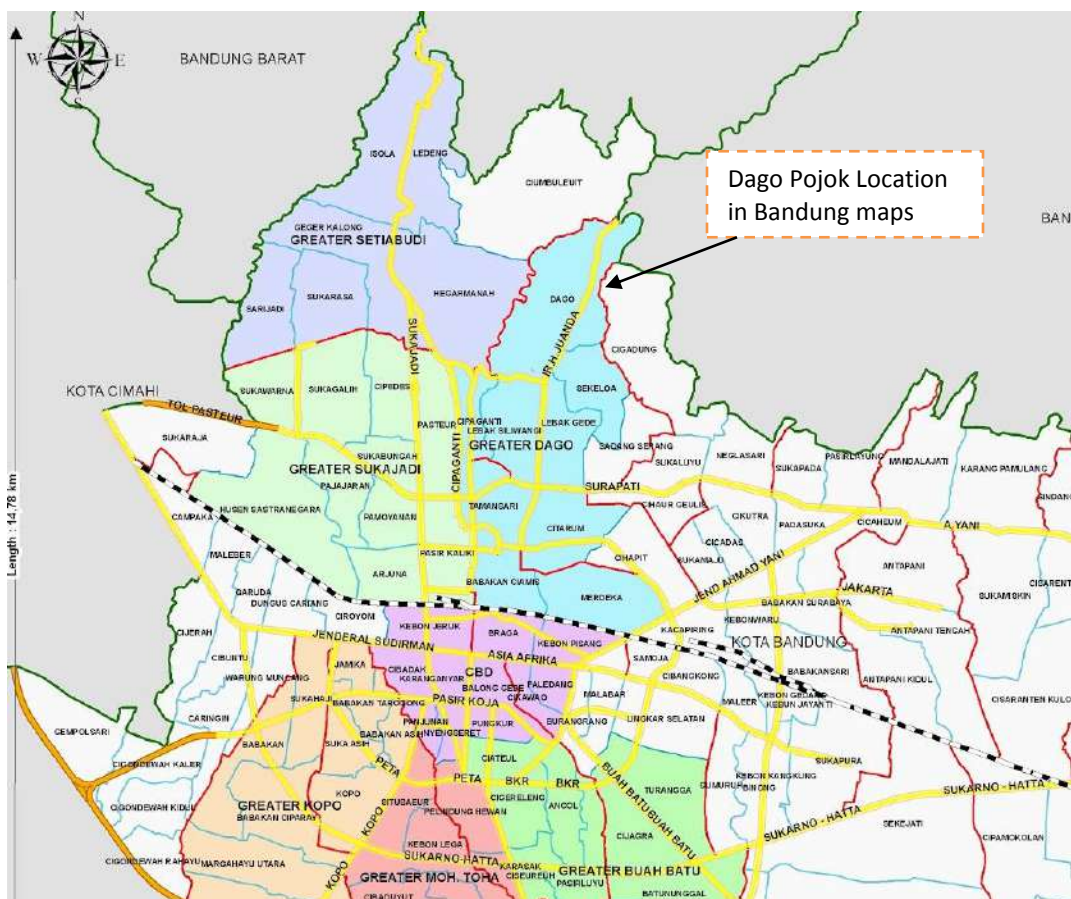 N
W E
S
BANDUNG BARAT
ISOLA
LEDENG
CIUMBULEUIT
Dago Pojok Location
in Bandung maps
BAN
GEGER KALONG
GREATER SETIABUDI
SARIJADI
SUKARASA
HEGARMANAH
DAGO
CIGADUNG
SUKAJADI
IR.H.JUANDA
KOTA CIMAHI
TOL-PASTEUR
SUKAWARNA
SUKAGALIH
CIPEDES
SEKELOA
SUKARAJA
PASTEUR
CIPAGANTI
LEBAK SILIWANGI
LEBAK GEDE
GREATER DAGO
SADANG SERANG
SUKALUYU
NEGLASARI
SUKAPADA
PASIRLAYUNG
MANDALAJATI
KARANG PAMULANG
SUKABUNGAH
GREATER SUKAJADI
PAJAJARAN
CIPAGANTI
SURAPATI
SINDANG
Length : 14,78 km
CAMPAKA
HUSEN SASTRANEGARA
PAMOYANAN
TAMANSARI
CITARUM
CIHAUR GEULIS
CIKUTRA
PADASUKA
CICAHEUM
A.YANI
MALEBER
PASIR KALIKI
CIHAPIT
SUKAMAJU
CICADAS
JEND AHMAD YANI
ANTAPANI
GARUDA
DUNGUS CARIANG
ARJUNA
BABAKAN CIAMIS
MERDEKA
JAKARTA
SUKAMISKIN
CISARENT
CIROYOM
KEBON JERUK
BRAGA
KEBON PISANG
KACAPIRING
BABAKAN SURABAYA
KEBONWARU
ANTAPANI TENGAH
CIJERAH
JENDERAL SUDIRMAN
ASIA AFRIKA
KOTA BANDUNG
CIBUNTU
WARUNG MUNCANG
JAMIKA
CIBADAK
KARANGANYAR
CBD
BALONG GEDE
PALEDANG
CIKAWAO
SAMOJA
CIBANGKONG
BABAKANSARI
ANTAPANI KIDUL
SUKAHAJI
BABAKAN TAROGONG
PASIR KOJA
MALABAR
MALEER
KEBON GEDANG
KEBUN JAYANTI
CISARANTEN KULO
GEMPOLSARI
CARINGIN
BABAKAN
SUKA ASIH
BABAKAN ASIH
PANJUNAN
NYENGSERET
PUNGKUR
BURANGRANG
LINGKAR SELATAN
CIGONDEWAH KALER
PETA
CIATEUL
SUKAPURA
CIGONDEWAH KIDUL
KOPO
PETA
BKR
BKR
BUAH BATU
BUAH BATU
TURANGGA
GUMURUH
KEBON KANGKUNG
BINONG
GREATER KOPO
BABAKAN CIPARAY
SITUSAEUR
PELINDUNG HEWAN
CIGERELENG
ANCOL
SUKARNO - HATTA
SUKARNO - HATTA
KOPO
KEBON LEGA
CIJAGRA
SEKEJATI
CIPAMOKOLAN
CIGONDEWAH RAHAYU
MARGAHAYU UTARA
SUKARNO-HATTA
KARASAK
CISEUREUH
GREATER BUAH BATU
KOPO
GREATER MOH. TOHA
PASIRLUYU
CIBADUYUT
BATUNUNGGAL